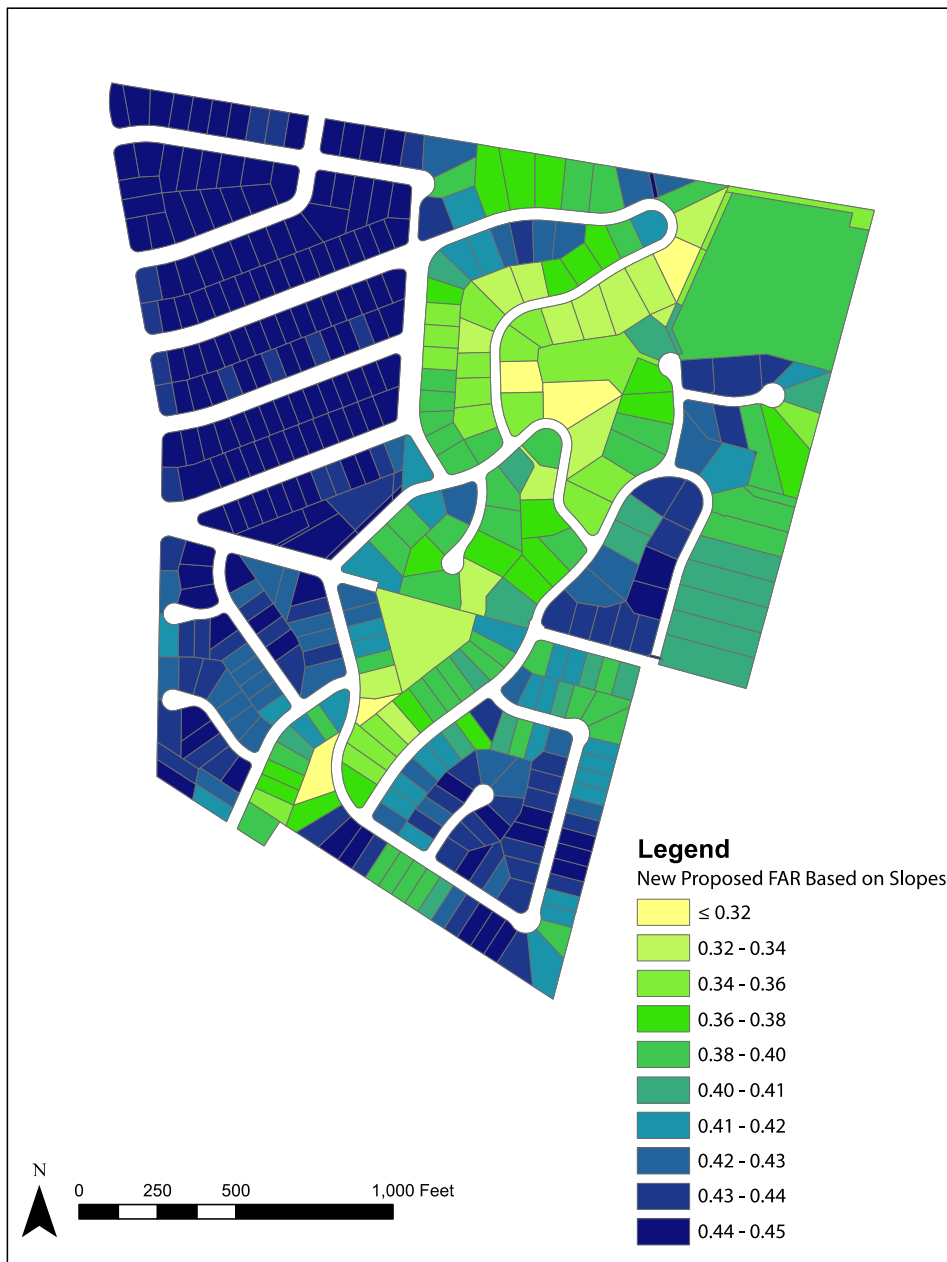 Legend
New Proposed FAR Based on Slopes
≤ 0.32
0.32 - 0.34
0.34 - 0.36
0.36 - 0.38
0.38 - 0.40
0.40 - 0.41
0.41 - 0.42
0.42 - 0.43
0.43 - 0.44
0.44 - 0.45
N
0 250 500 1,000 Feet